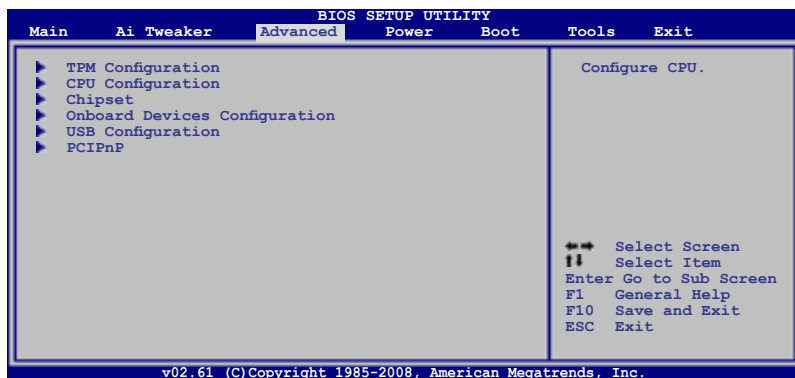 BIOS SETUP UTILITY
Main Ai Tweaker Advanced Power Boot Tools Exit
TPM Configuration
CPU Configuration
Chipset
Onboard Devices Configuration
USB Configuration
PCIPnP
Configure CPU.
Select Screen
Select Item
Enter Go to Sub Screen
F1 General Help
F10 Save and Exit
ESC Exit
v02.61 (C)Copyright 1985-2008, American Megatrends, Inc.